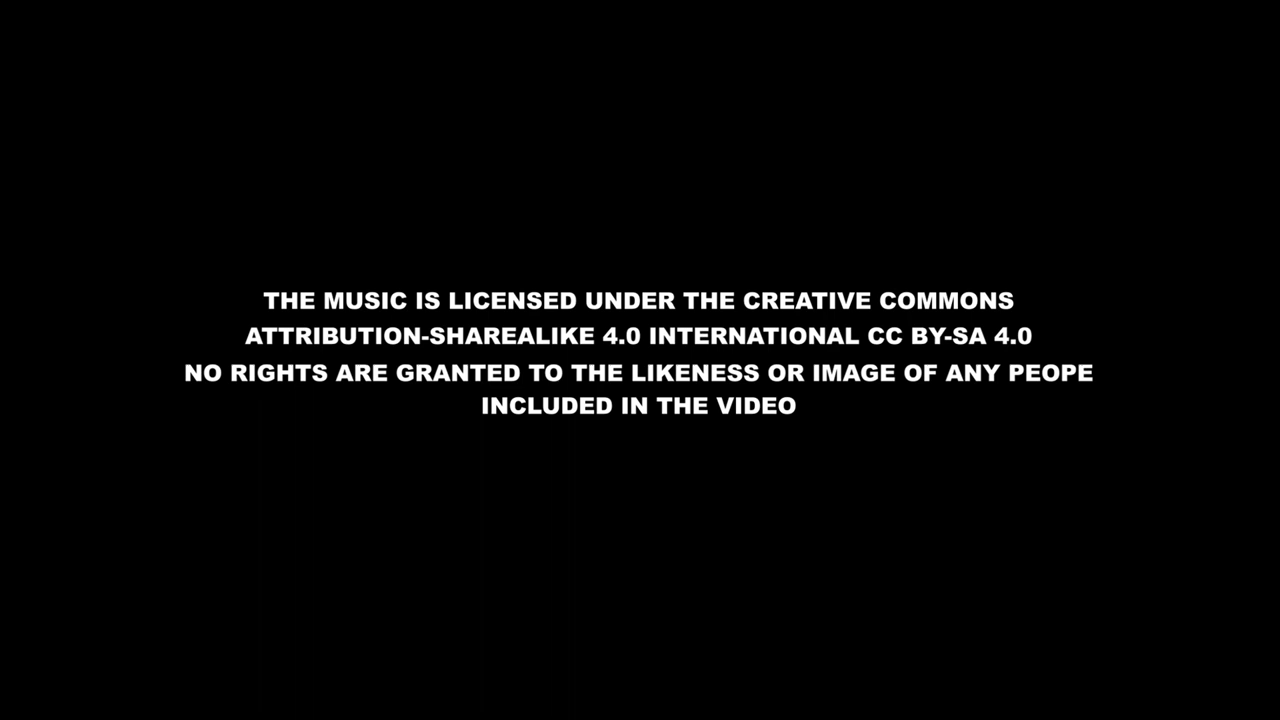 THE MUSIC IS LICENSED UNDER THE CREATIVE COMMONS
ATTRIBUTION-SHAREALIKE 4.0 INTERNATIONAL CC BY-SA 4.0
NO RIGHTS ARE GRANTED TO THE LIKENESS OR IMAGE OF ANY PEOPE
INCLUDED IN THE VIDEO